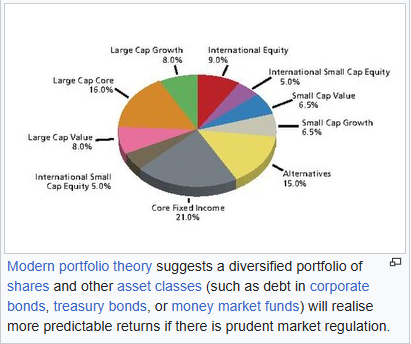 Large Cap Growth
8.0%
International Equity
9.0%
International Small Cap Equity
5.0%
Large Cap Core
16.0%
Small Cap Value
6.5%
Small Cap Growth
6.5%
Large Cap Value
8.0%
Alternatives
15.0%
International Small
Cap Equity 5.0%
Core Fixed Income
21.0%
Modern portfolio theory suggests a diversified portfolio of
shares and other asset classes (such as debt in corporate
bonds, treasury bonds, or money market funds) will realise
more predictable returns if there is prudent market regulation.